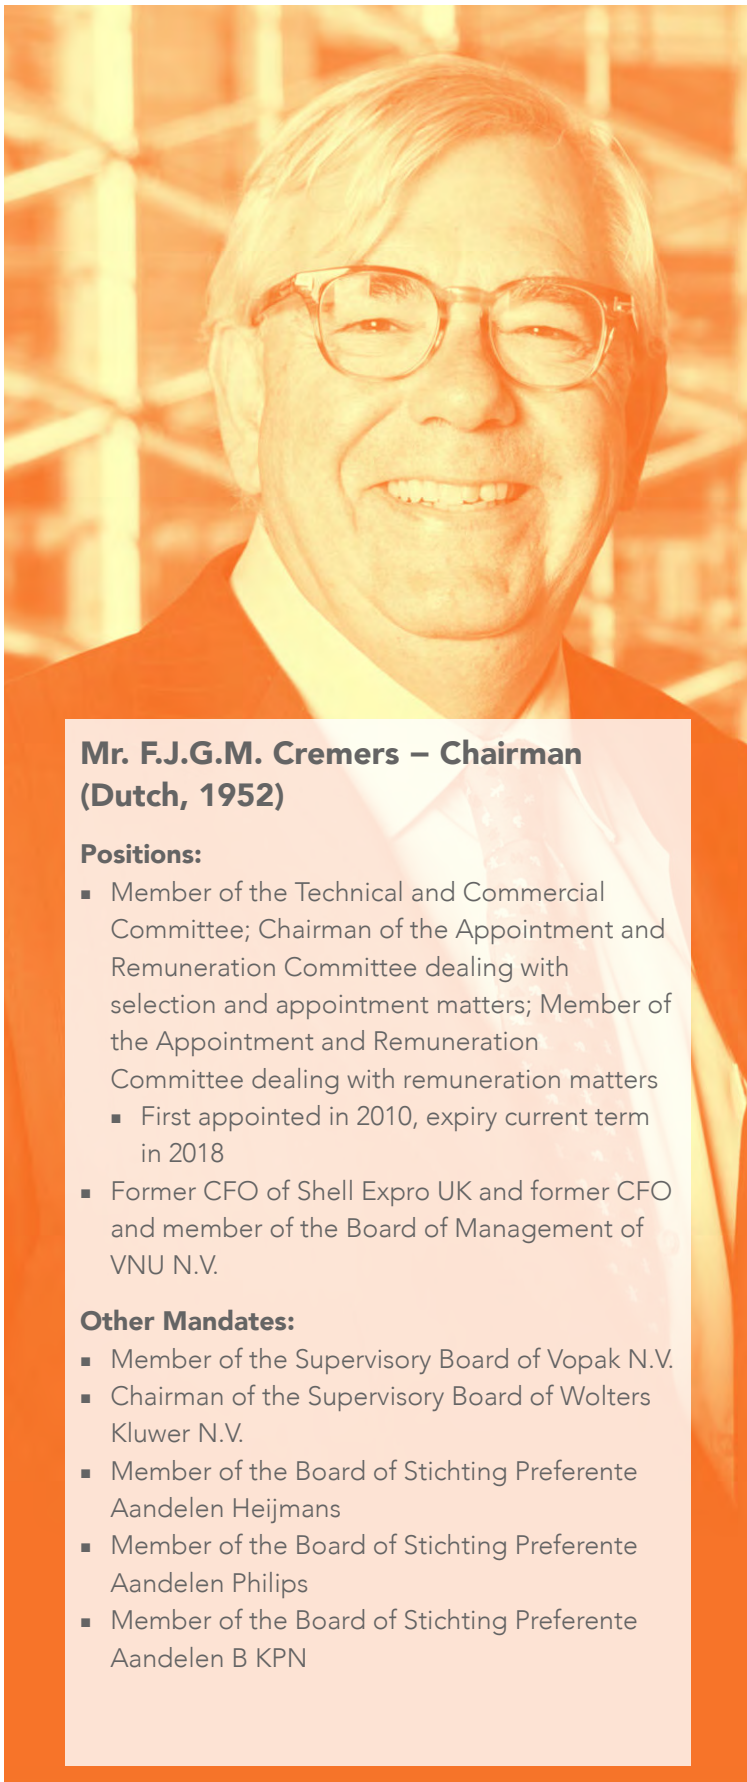 Mr. F.J.G.M. Cremers – Chairman
(Dutch, 1952)
Positions:
▪ Member of the Technical and Commercial
Committee; Chairman of the Appointment and
Remuneration Committee dealing with
selection and appointment matters; Member of
the Appointment and Remuneration
Committee dealing with remuneration matters
▪ First appointed in 2010, expiry current term
in 2018
▪ Former CFO of Shell Expro UK and former CFO
and member of the Board of Management of
VNU N.V.
Other Mandates:
▪ Member of the Supervisory Board of Vopak N.V.
▪ Chairman of the Supervisory Board of Wolters
Kluwer N.V.
▪ Member of the Board of Stichting Preferente
Aandelen Heijmans
▪ Member of the Board of Stichting Preferente
Aandelen Philips
▪ Member of the Board of Stichting Preferente
Aandelen B KPN